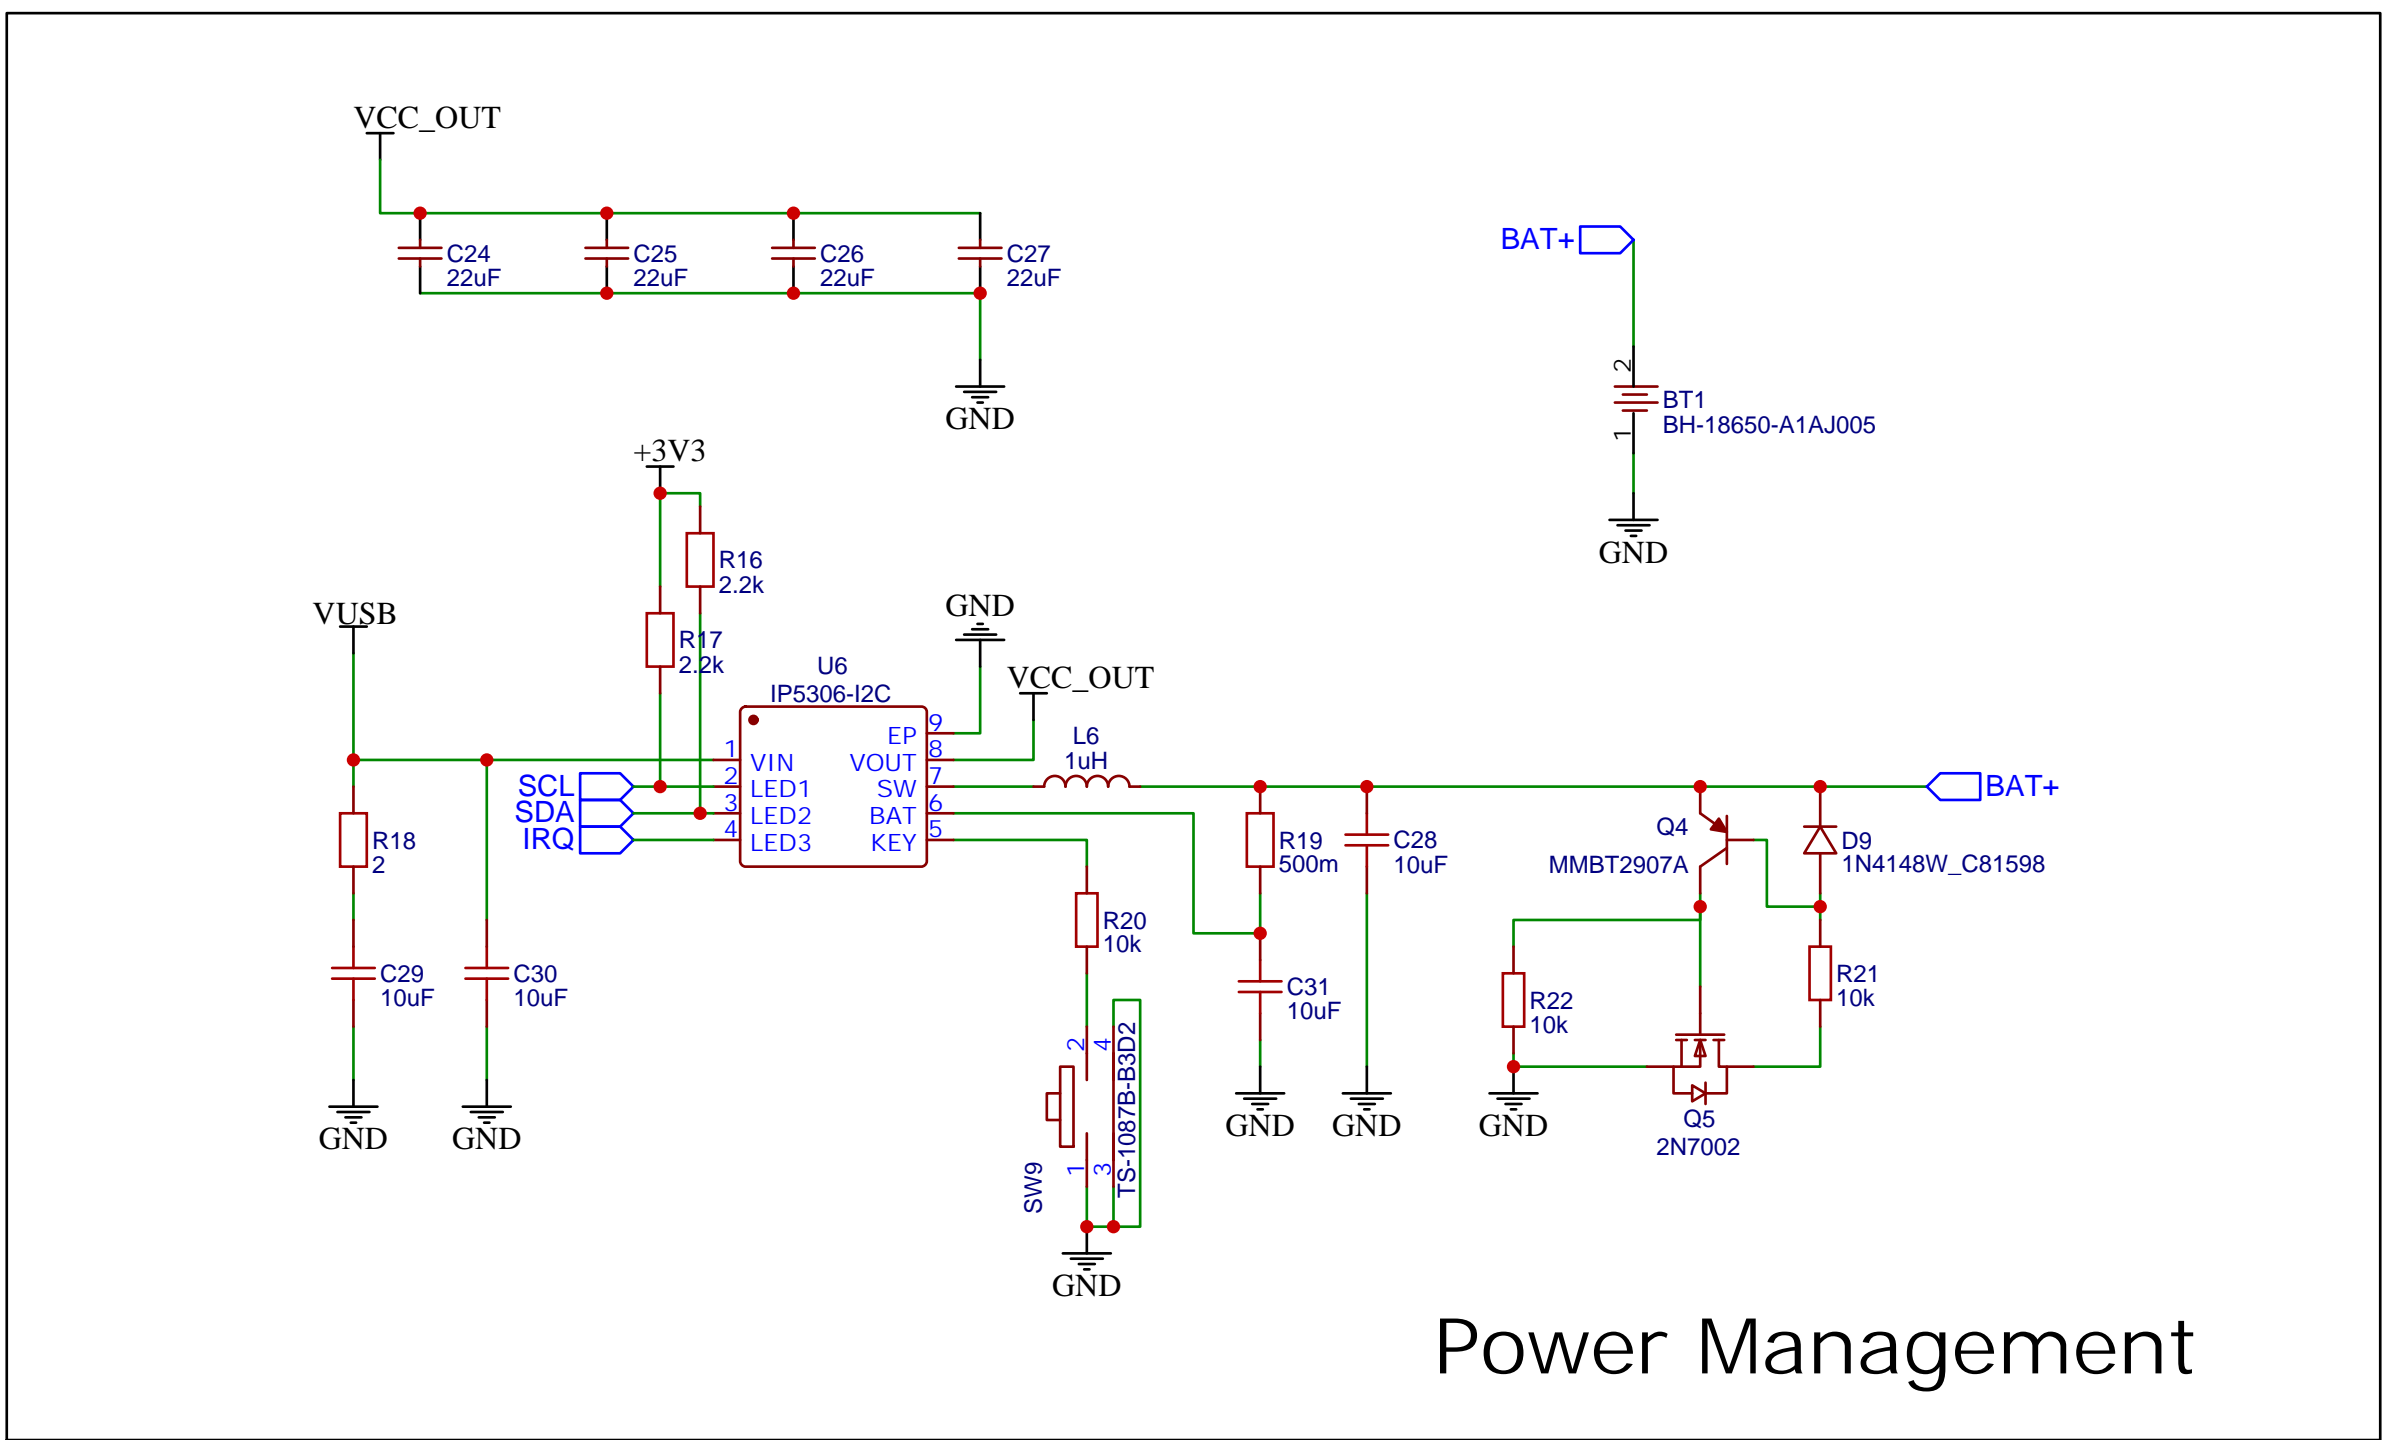 VCC_OUT
C24
22uF
C25
22uF
C26
22uF
C27
22uF
GND
BAT+
2
BT1
BH-18650-A1AJ005
1
GND
+3V3
R16
2.2k
R17
2.2k
VUSB
GND
VCC_OUT
U6
IP5306-I2C
1 VIN
2 LED1
3 LED2
4 LED3
EP 9
VOUT 8
SW 7
BAT 6
KEY 5
SCL
SDA
IRQ
L6
1uH
BAT+
R18
2
C29
10uF
GND
C30
10uF
GND
R20
10k
2
4
1
3
SW9
TS-1087B-B3D2
GND
R19
500m
C28
10uF
C31
10uF
GND
GND
Q4
MMBT2907A
D9
1N4148W_C81598
R21
10k
R22
10k
GND
Q5
2N7002
Power Management